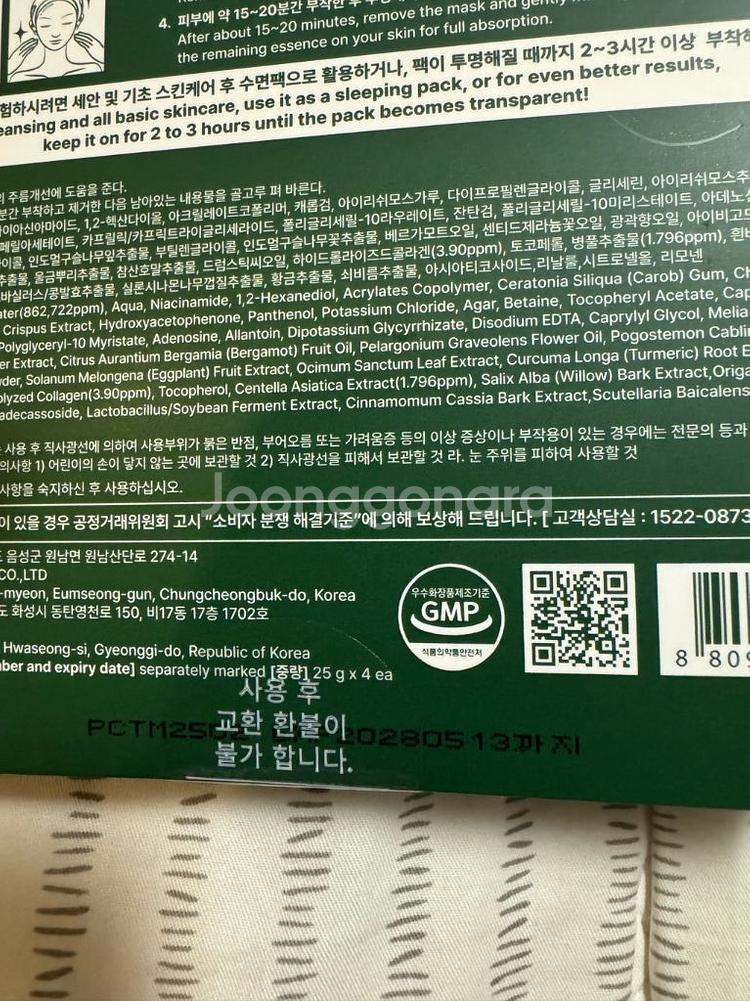 4. 피부에 약 15~20분간 부착한 후
After about 15~20 minutes, remove the mask and gently
the remaining essence on your skin for full absorption.
험하시려면 세안 및 기초 스킨케어 후 수면팩으로 활용하거나, 팩이 투명해질 때까지 2~3시간 이상 부착해
eansing and all basic skincare, use it as a sleeping pack, or for even better results,
keep it on for 2 to 3 hours until the pack becomes transparent!
의 주름개선에 도움을 준다.
분간 부착하고 제거한 다음 남아있는 내용물을 골고루 펴 바른다.
아이아신아마이드, 1,2-헥산다이올, 아크릴레이트코폴리머, 캐롭검, 아이리쉬모스가루, 다이프로필렌글라이콜, 글리세린, 아이리쉬모스추
페릴아세테이트, 카프릴릭/카프릭트라이글리세라이드, 폴리글리세릴-10라우레이트, 잔탄검, 폴리글리세릴-10미리스테이트, 아데노
이콜, 인도멀구슬나무잎추출물, 부틸렌글라이콜, 인도멀구슬나무꽃추출물, 베르가모트오일, 센티드제라늄꽃오일, 광곽향오일, 아이비고
추출물, 울금뿌리추출물, 참산호말추출물, 드럼스틱씨오일, 하이드롤라이즈드콜라겐(3.90ppm), 토코페롤, 병풀추출물(1.796ppm), 흰버
바실러스/콩발효추출물, 실론시나몬나무껍질추출물, 황금추출물, 쇠비름추출물, 아시아티코사이드,리날룰,시트로넬올, 리모넨
ater(862,722ppm), Aqua, Niacinamide, 1,2-Hexanediol, Acrylates Copolymer, Ceratonia Siliqua (Carob) Gum, Ch
Crispus Extract, Hydroxyacetophenone, Panthenol, Potassium Chloride, Agar, Betaine, Tocopheryl Acetate, Cap
Polyglyceryl-10 Myristate, Adenosine, Allantoin, Dipotassium Glycyrrhizate, Disodium EDTA, Caprylyl Glycol, Melia
er Extract, Citrus Aurantium Bergamia (Bergamot) Fruit Oil, Pelargonium Graveolens Flower Oil, Pogostemon Cablin
wder, Solanum Melongena (Eggplant) Fruit Extract, Ocimum Sanctum Leaf Extract, Curcuma Longa (Turmeric) Root E
olyzed Collagen(3.90ppm), Tocopherol, Centella Asiatica Extract(1.796ppm), Salix Alba (Willow) Bark Extract,Origa
adecassoside, Lactobacillus/Soybean Ferment Extract, Cinnamomum Cassia Bark Extract,Scutellaria Baicalens
사용 후 직사광선에 의하여 사용부위가 붉은 반점, 부어오름 또는 가려움증 등의 이상 증상이나 부작용이 있는 경우에는 전문의 등과
의사항 1) 어린이의 손이 닿지 않는 곳에 보관할 것 2) 직사광선을 피해서 보관할 것 라. 눈 주위를 피하여 사용할 것
사항을 숙지하신 후 사용하십시오.
Joonggonara
이 있을 경우 공정거래위원회 고시 "소비자 분쟁 해결기준"에 의해 보상해 드립니다. [ 고객상담실 : 1522-0873
음성군 원남면 원남산단로 274-14
CO.,LTD
-myeon, Eumseong-gun, Chungcheongbuk-do, Korea
도 화성시 동탄영천로 150, 비17동 17층 1702호
Hwaseong-si, Gyeonggi-do, Republic of Korea
mber and expiry date] separately marked [중량] 25 g x 4 ea
우수화장품제조기준
GMP
식품의약품안전처
8 809
사용 후
교환 환불이
불가 합니다.
PCTM2502 20280513까지